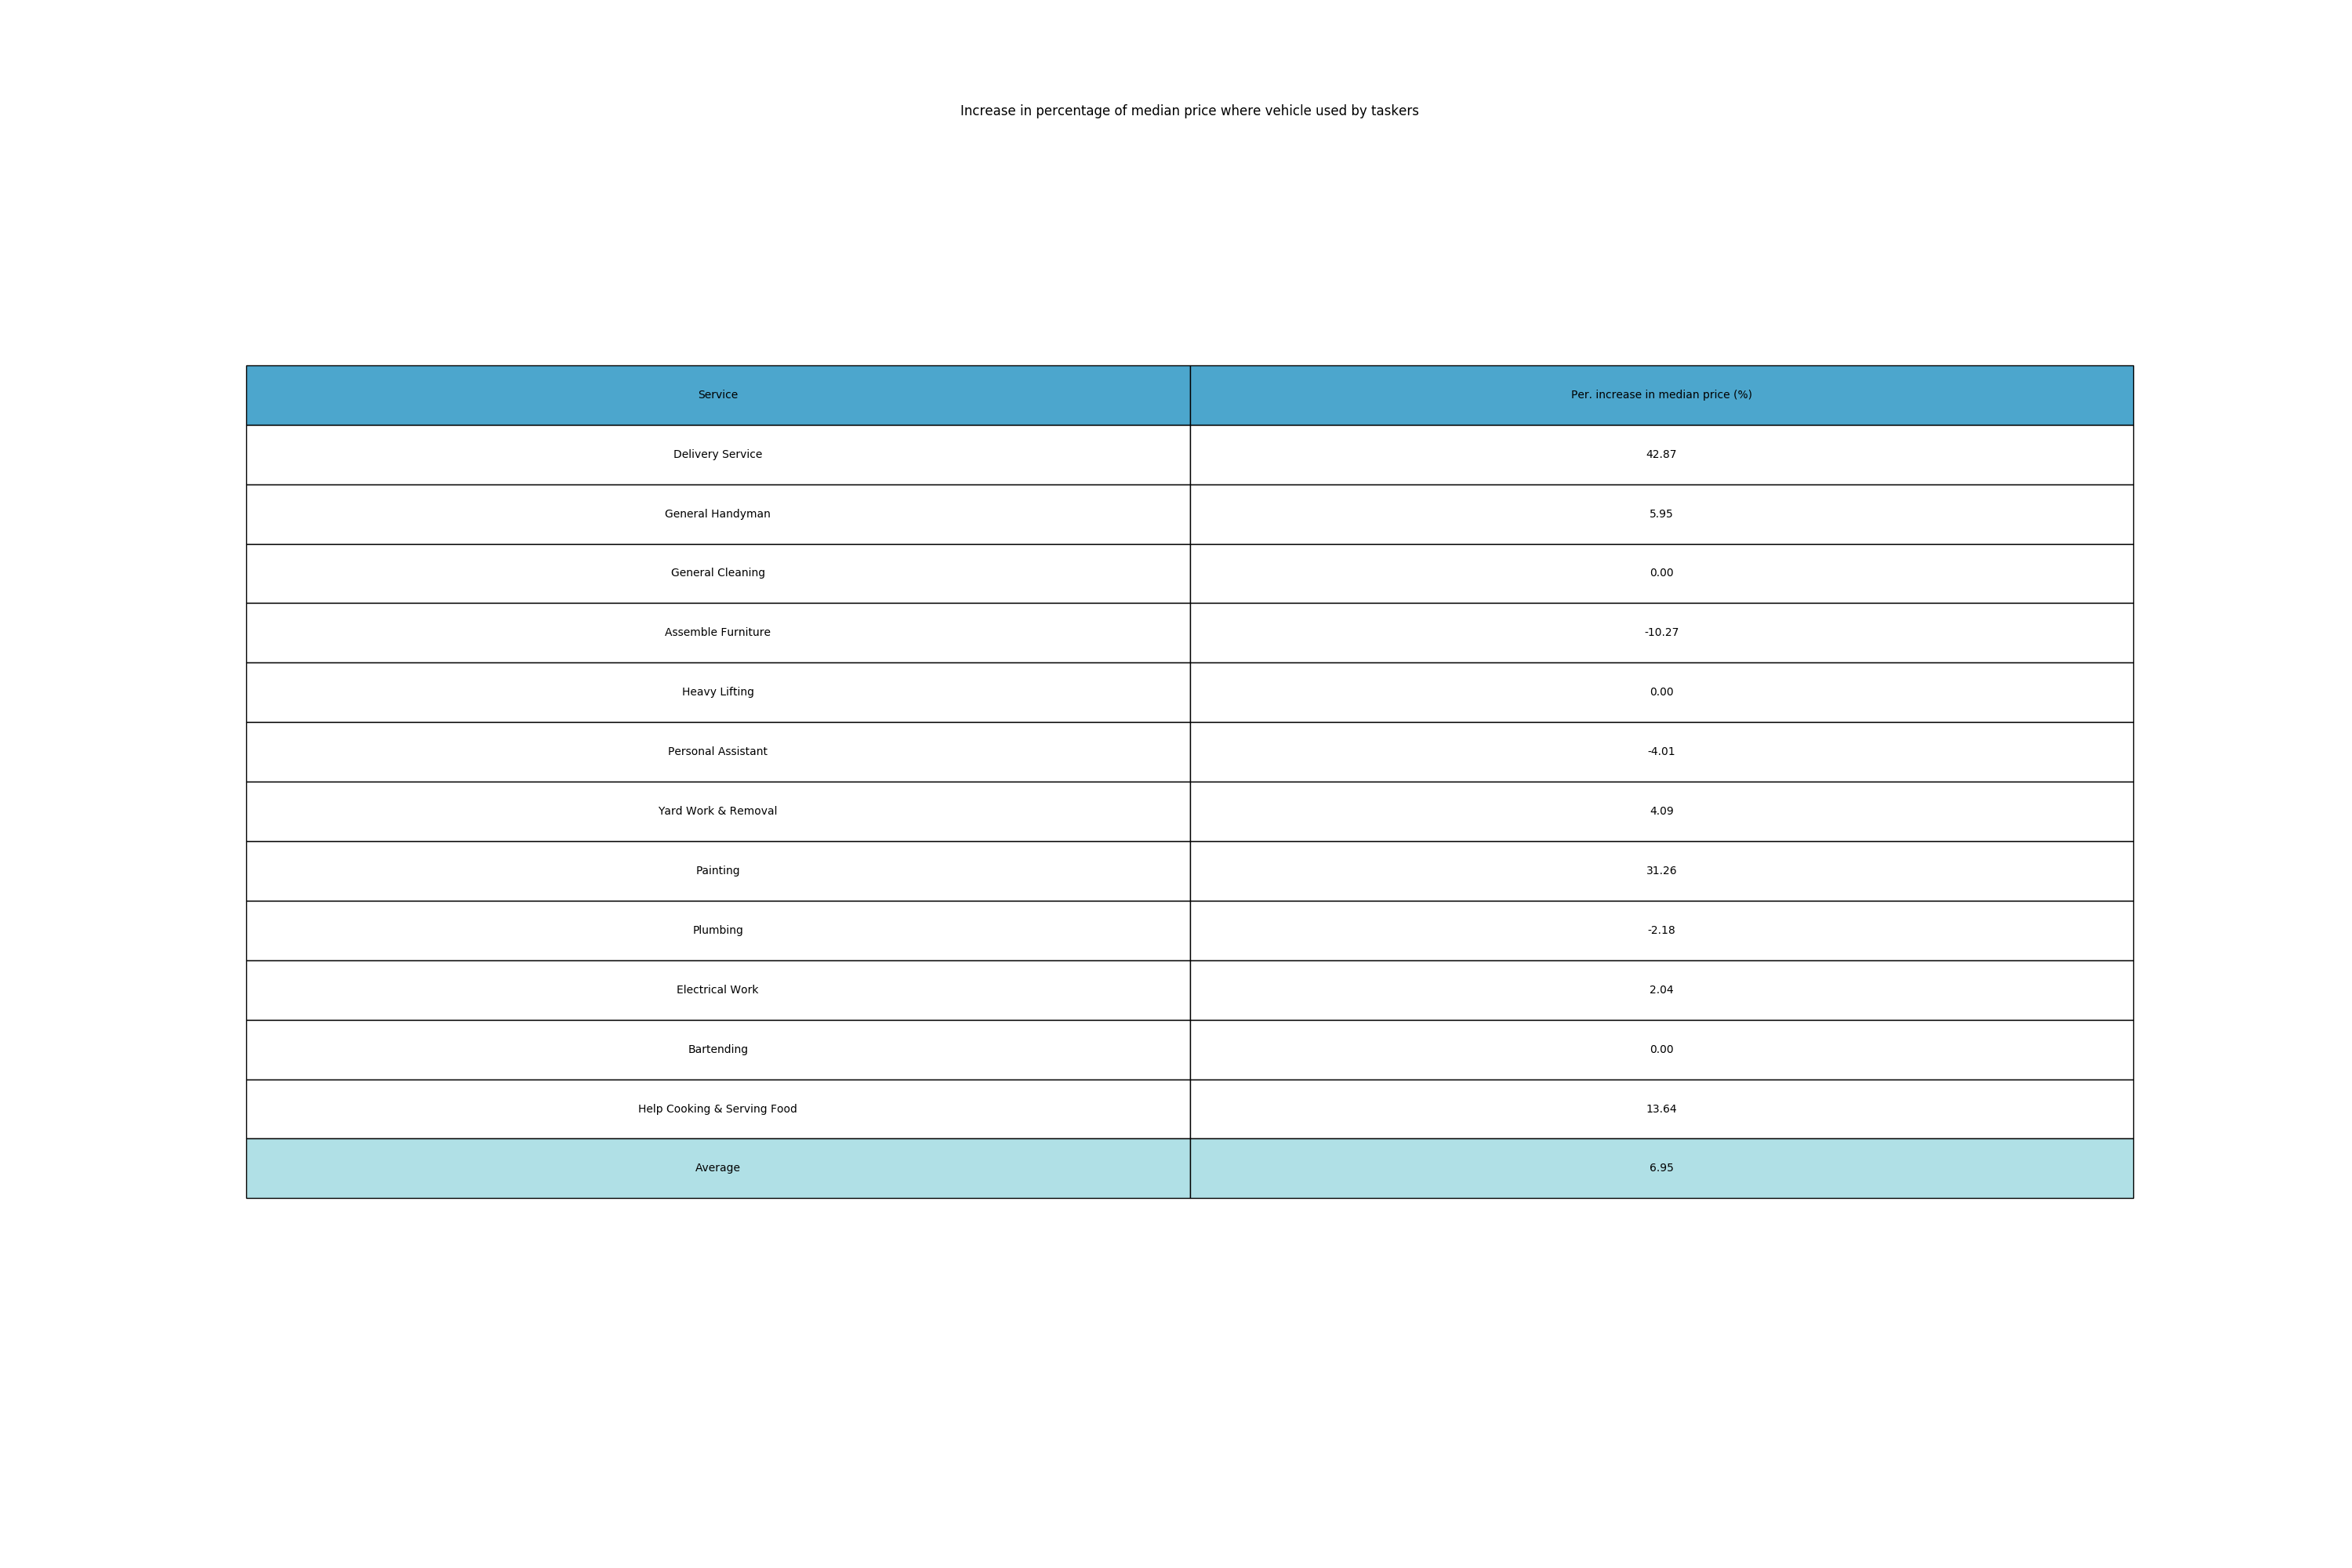 Increase in percentage of median price where vehicle used by taskers
Service Per. increase in median price (%)
Delivery Service 42.87
General Handyman 5.95
General Cleaning 0.00
Assemble Furniture -10.27
Heavy Lifting 0.00
Personal Assistant -4.01
Yard Work & Removal 4.09
Painting 31.26
Plumbing -2.18
Electrical Work 2.04
Bartending 0.00
Help Cooking & Serving Food 13.64
Average 6.95